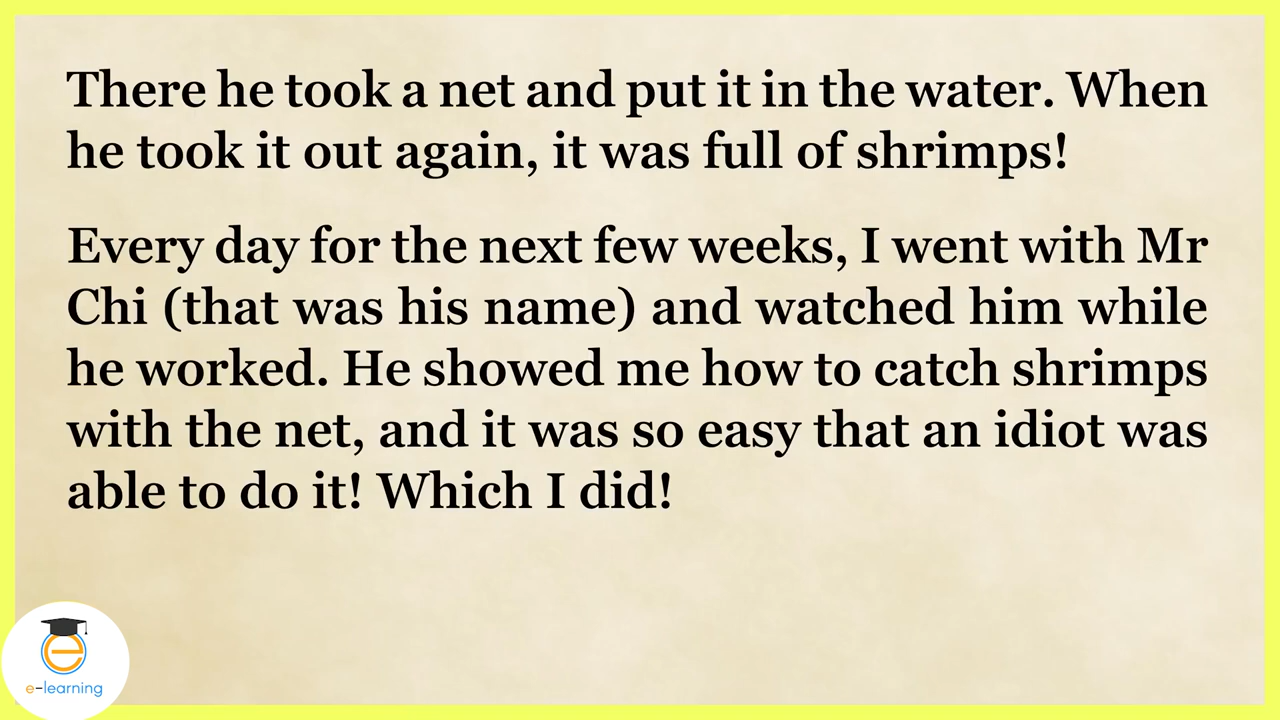 There he took a net and put it in the water. When
he took it out again, it was full of shrimps!
Every day for the next few weeks, I went with Mr
Chi (that was his name) and watched him while
he worked. He showed me how to catch shrimps
with the net, and it was so easy that an idiot was
able to do it! Which I did!
e-learning